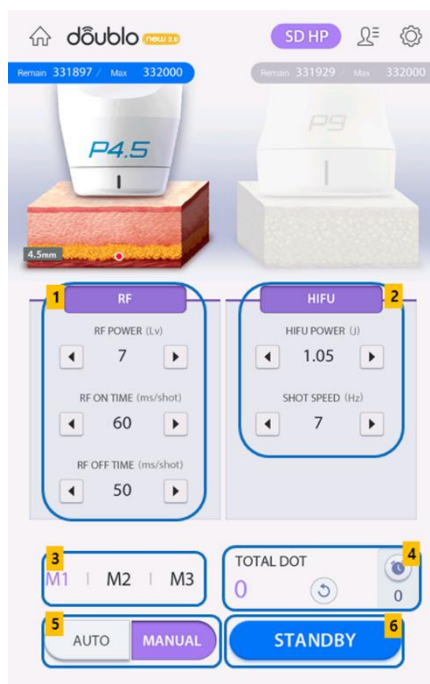 doublo new 2.0
SD HP
Remain 331897 / Max 332000
Remain 331929 / Max 332000
P4.5
P9
4.5mm
1
RF
HIFU
2
RF POWER (Lv)
HIFU POWER (J)
7
1.05
RF ON TIME (ms/shot)
SHOT SPEED (Hz)
60
7
RF OFF TIME (ms/shot)
50
3
M1 | M2 | M3
TOTAL DOT
4
0
0
5
AUTO
MANUAL
STANDBY
6